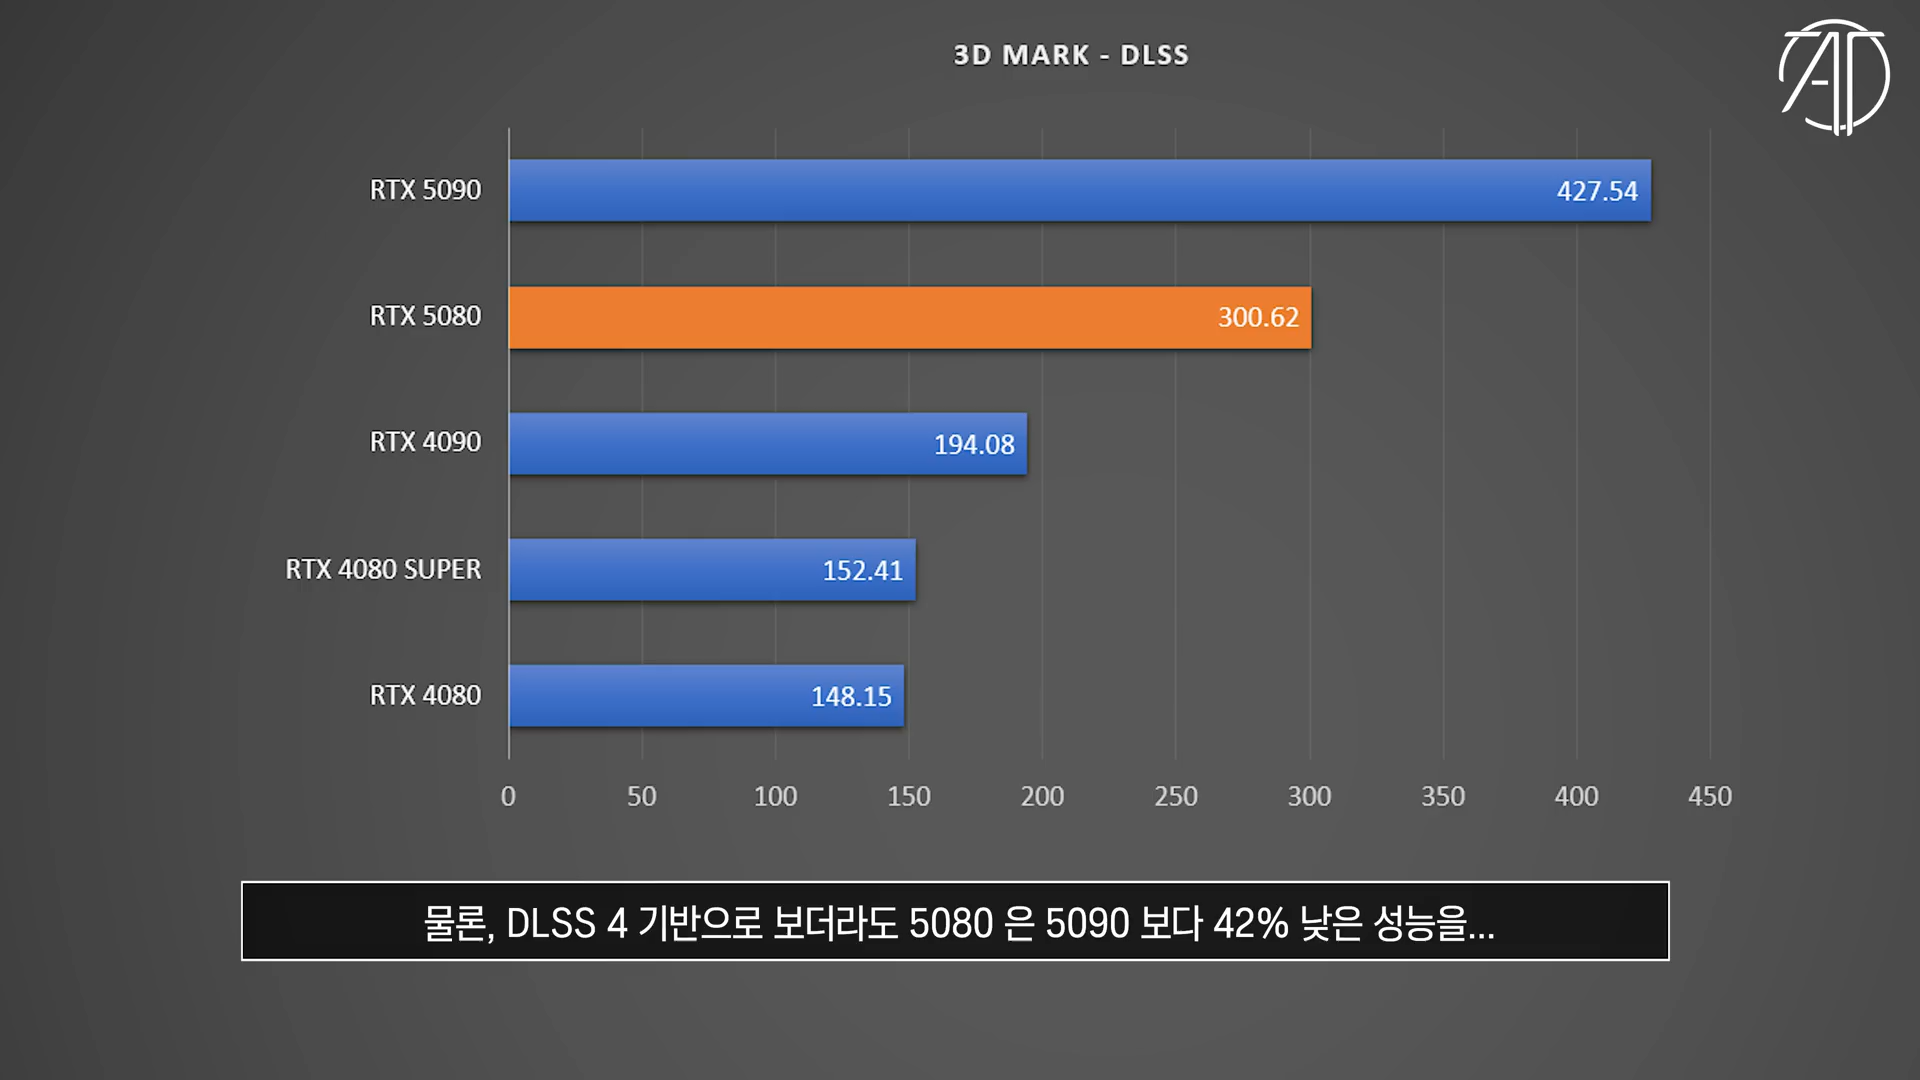 3D MARK - DLSS
RTX 5090 427.54
RTX 5080 300.62
RTX 4090 194.08
RTX 4080 SUPER 152.41
RTX 4080 148.15
0 50 100 150 200 250 300 350 400 450
물론, DLSS 4 기반으로 보더라도 5080 은 5090 보다 42% 낮은 성능을...